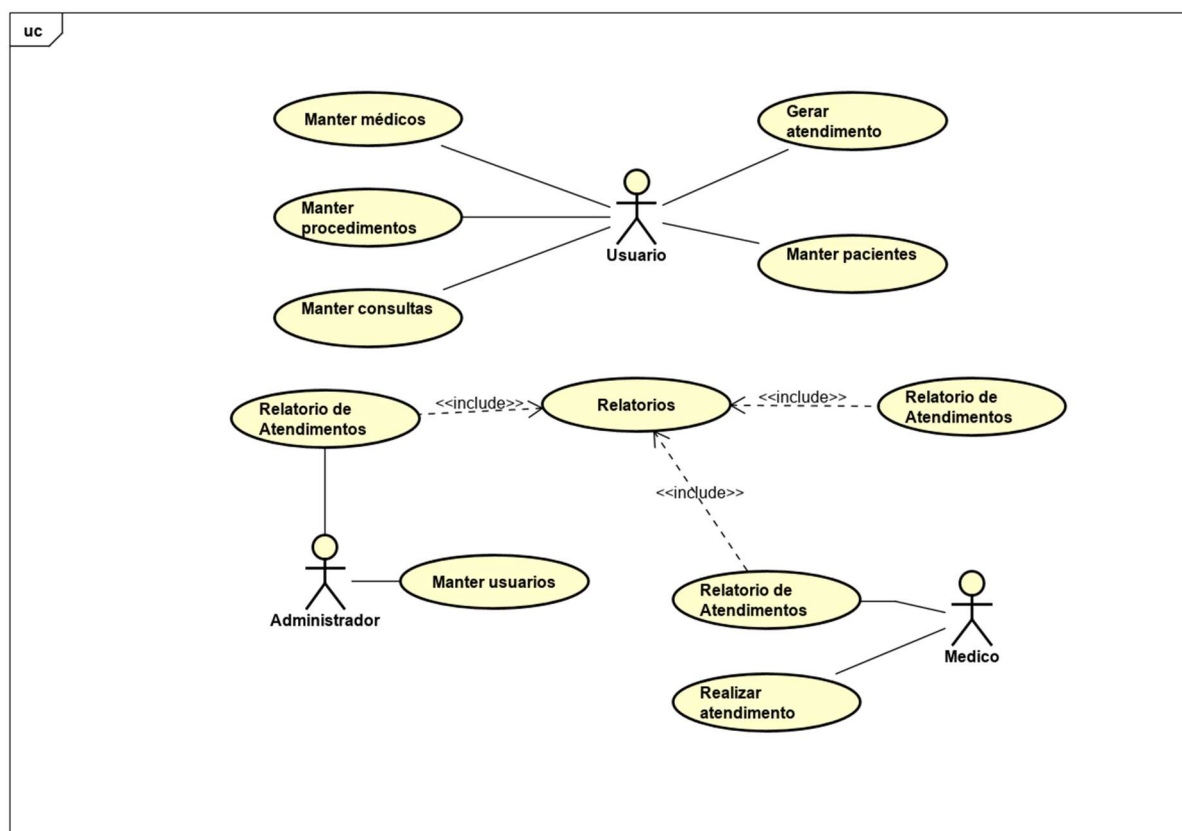 uc
Manter médicos
Gerar
atendimento
Manter
procedimentos
Usuario
Manter pacientes
Manter consultas
Relatorio de
Atendimentos
<<include>>
Relatorios
<<include>>
Relatorio de
Atendimentos
<<include>>
Administrador
Manter usuarios
Relatorio de
Atendimentos
Medico
Realizar
atendimento